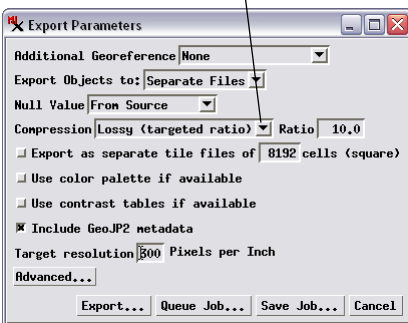 Export Parameters
Additional Georeference None
Export Objects to: Separate Files
Null Value From Source
Compression Lossy (targeted ratio) Ratio 10.0
Export as separate tile files of 8192 cells (square)
Use color palette if available
Use contrast tables if available
Include GeoJP2 metadata
Target resolution 300 Pixels per Inch
Advanced...
Export... Queue Job... Save Job... Cancel